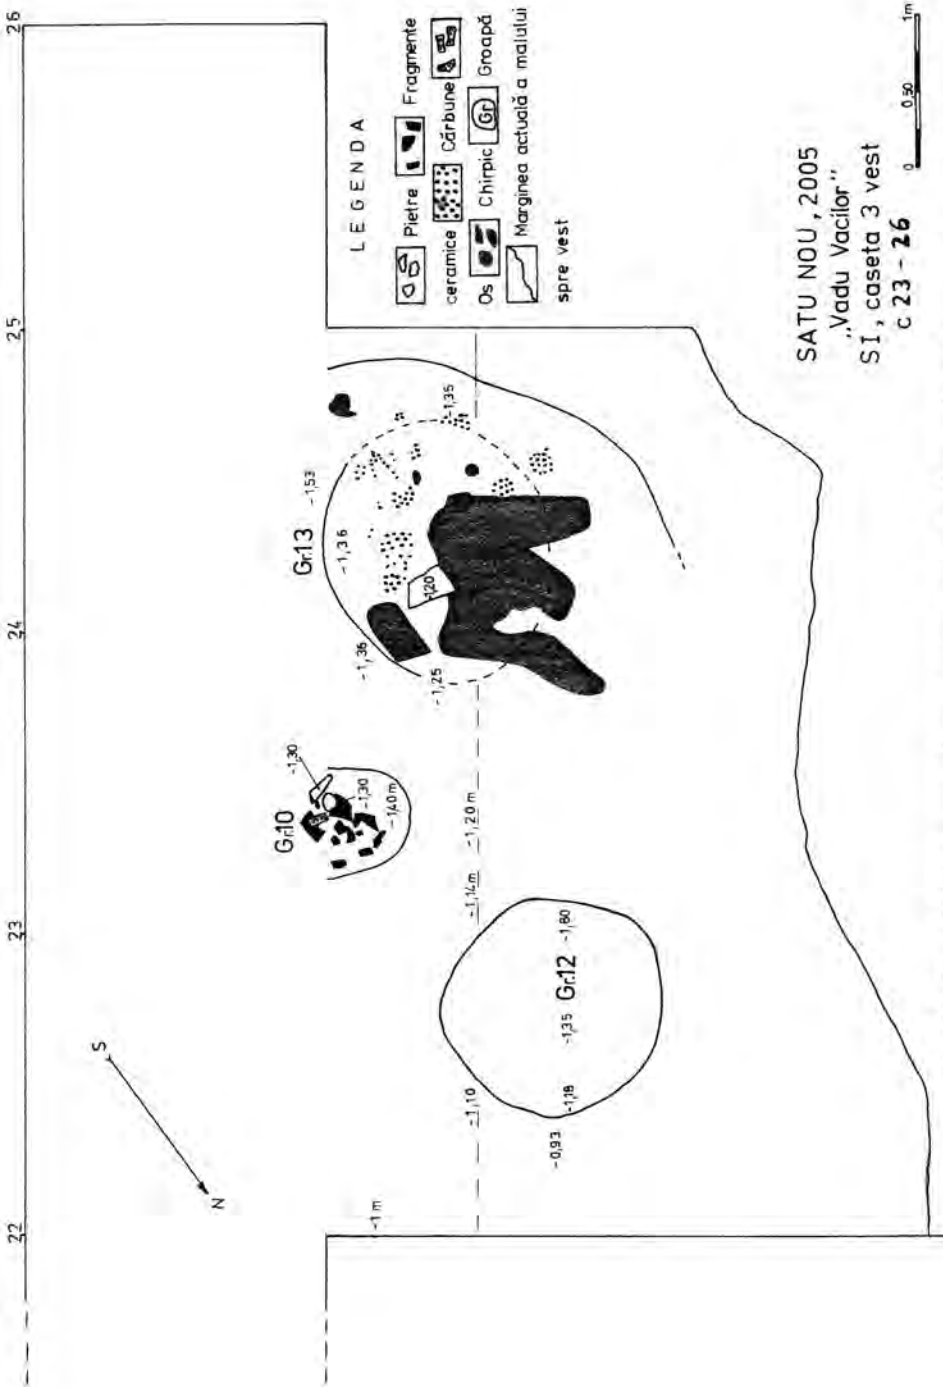 22 23 24 25 26
S
N
Gr.10
Gr.13
Gr.12
-1,30
-1,30
-1,40m
-1,53
-1,36
-1,36
-1,25
1,20
-1,35
-1m
-1,10
-1,14m
-1,20m
-0,93
-1,18
-1,35
-1,80
LEGENDA
Pietre Fragmente
ceramice Cărbune
Os Chirpic Gr Groapă
Marginea actuală a malului
spre vest
SATU NOU, 2005
„Vadu Vacilor”
SI, caseta 3 vest
c 23 - 26
0 0,50 1m